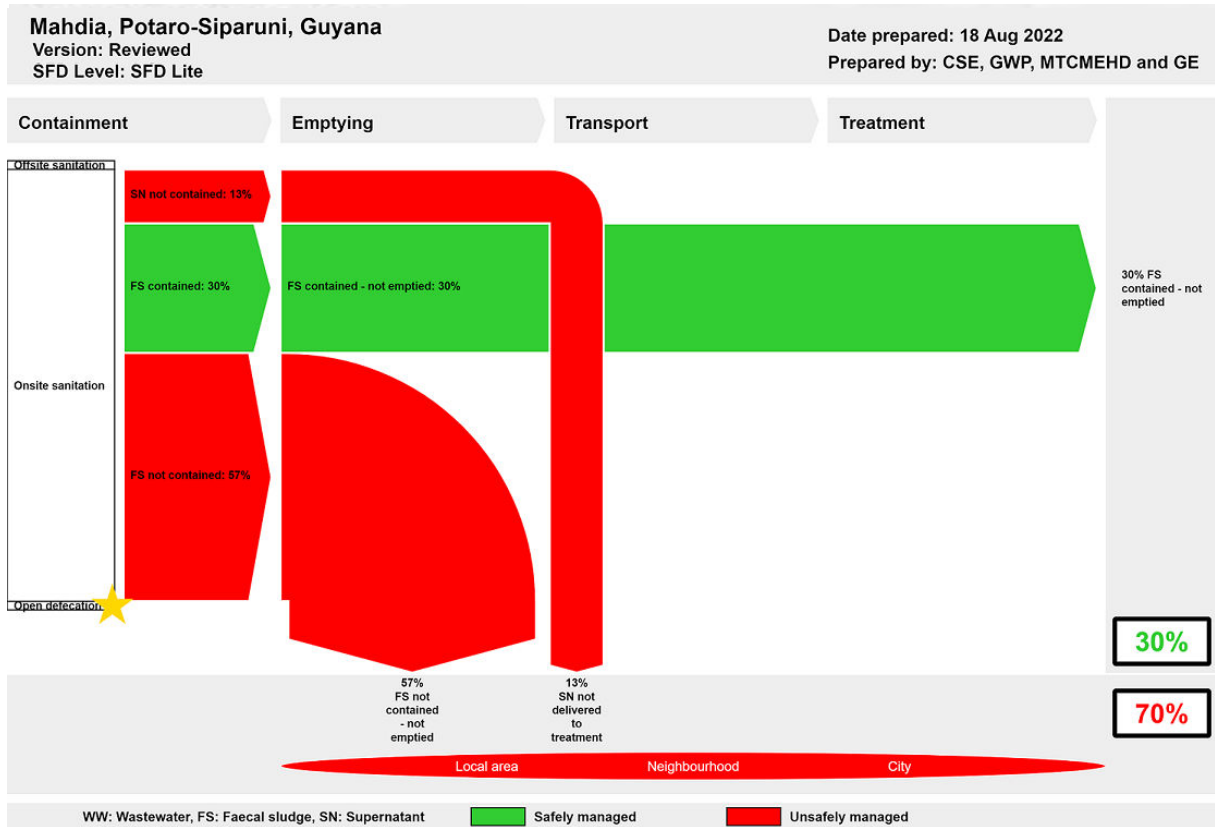 Mahdia, Potaro-Siparuni, Guyana
Version: Reviewed
SFD Level: SFD Lite
Date prepared: 18 Aug 2022
Prepared by: CSE, GWP, MTCMEHD and GE
Containment
Emptying
Transport
Treatment
Offsite sanitation
SN not contained: 13%
FS contained: 30%
FS contained - not emptied: 30%
30% FS
contained - not
emptied
Onsite sanitation
FS not contained: 57%
Open defecation
30%
57%
FS not
contained
- not
emptied
13%
SN not
delivered
to
treatment
70%
Local area
Neighbourhood
City
WW: Wastewater, FS: Faecal sludge, SN: Supernatant
Safely managed
Unsafely managed